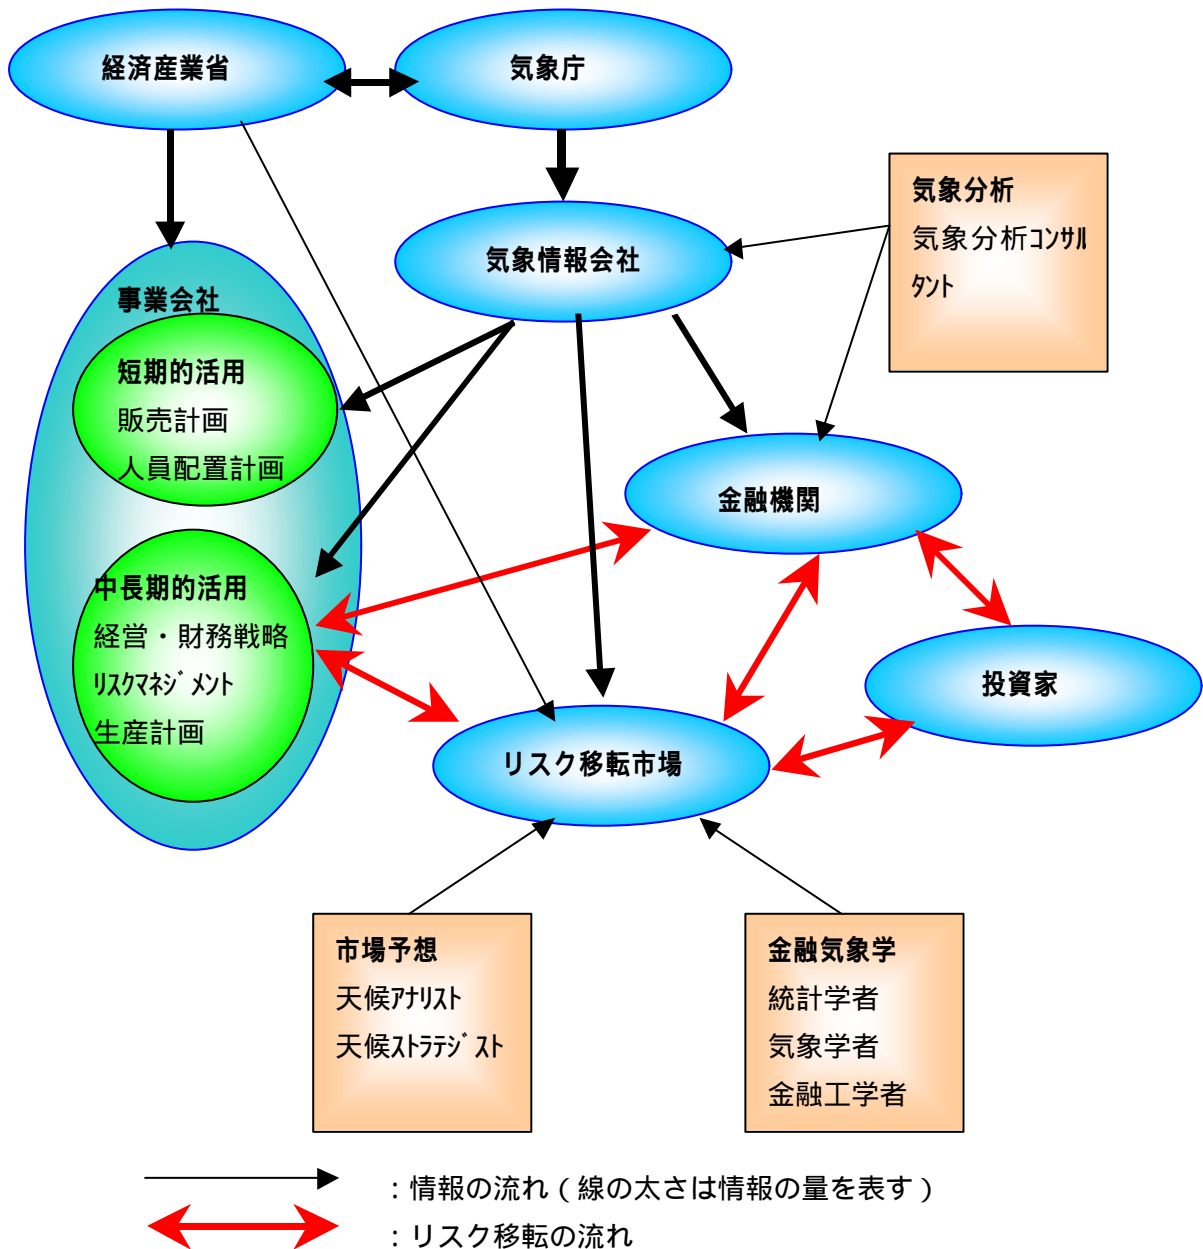 経済産業省
気象庁
気象分析
気象分析ｺﾝｻﾙ
ﾀﾝﾄ
気象情報会社
事業会社
短期的活用
販売計画
人員配置計画
金融機関
中長期的活用
経営・財務戦略
ﾘｽｸﾏﾈｼﾞﾒﾝﾄ
生産計画
投資家
リスク移転市場
市場予想
天候ｱﾅﾘｽﾄ
天候ｽﾄﾗﾃｼﾞｽﾄ
金融気象学
統計学者
気象学者
金融工学者
：情報の流れ（線の太さは情報の量を表す）
：リスク移転の流れ